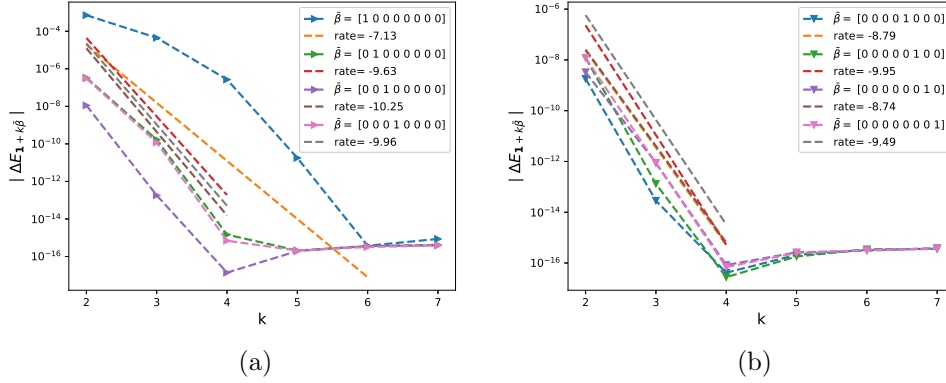 10⁻⁴
10⁻⁶
10⁻⁸
10⁻¹⁰
10⁻¹²
10⁻¹⁴
10⁻¹⁶
| ΔE₁ + kβ̄ |
2 3 4 5 6 7
k
β̄ = [1 0 0 0 0 0 0 0]
rate= -7.13
β̄ = [0 1 0 0 0 0 0 0]
rate= -9.63
β̄ = [0 0 1 0 0 0 0 0]
rate= -10.25
β̄ = [0 0 0 1 0 0 0 0]
rate= -9.96
(a)
10⁻⁶
10⁻⁸
10⁻¹⁰
10⁻¹²
10⁻¹⁴
10⁻¹⁶
| ΔE₁ + kβ̄ |
2 3 4 5 6 7
k
β̄ = [0 0 0 0 1 0 0 0]
rate= -8.79
β̄ = [0 0 0 0 0 1 0 0]
rate= -9.95
β̄ = [0 0 0 0 0 0 1 0]
rate= -8.74
β̄ = [0 0 0 0 0 0 0 1]
rate= -9.49
(b)